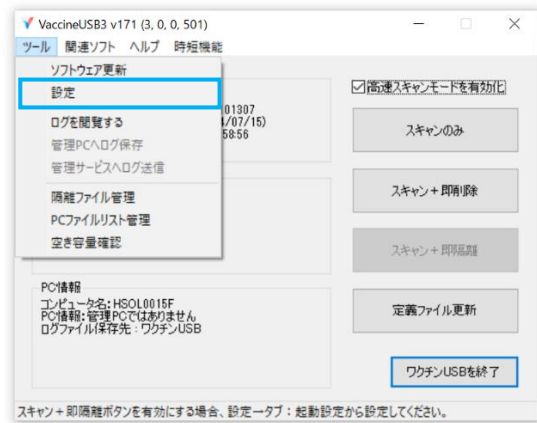 VaccineUSB3 v171 (3, 0, 0, 501)
ツール 関連ソフト ヘルプ 時短機能
ソフトウェア更新
設定
ログを閲覧する
管理PCへログ保存
管理サービスへログ送信
隔離ファイル管理
PCファイルリスト管理
空き容量確認
01307
/07/15)
58:56
高速スキャンモードを有効化
スキャンのみ
スキャン+即削除
スキャン+即隔離
定義ファイル更新
ワクチンUSBを終了
PC情報
コンピュータ名:HSOL0015F
PC情報:管理PCではありません
ログファイル保存先:ワクチンUSB
スキャン+即隔離ボタンを有効にする場合、設定→タブ:起動設定から設定してください。